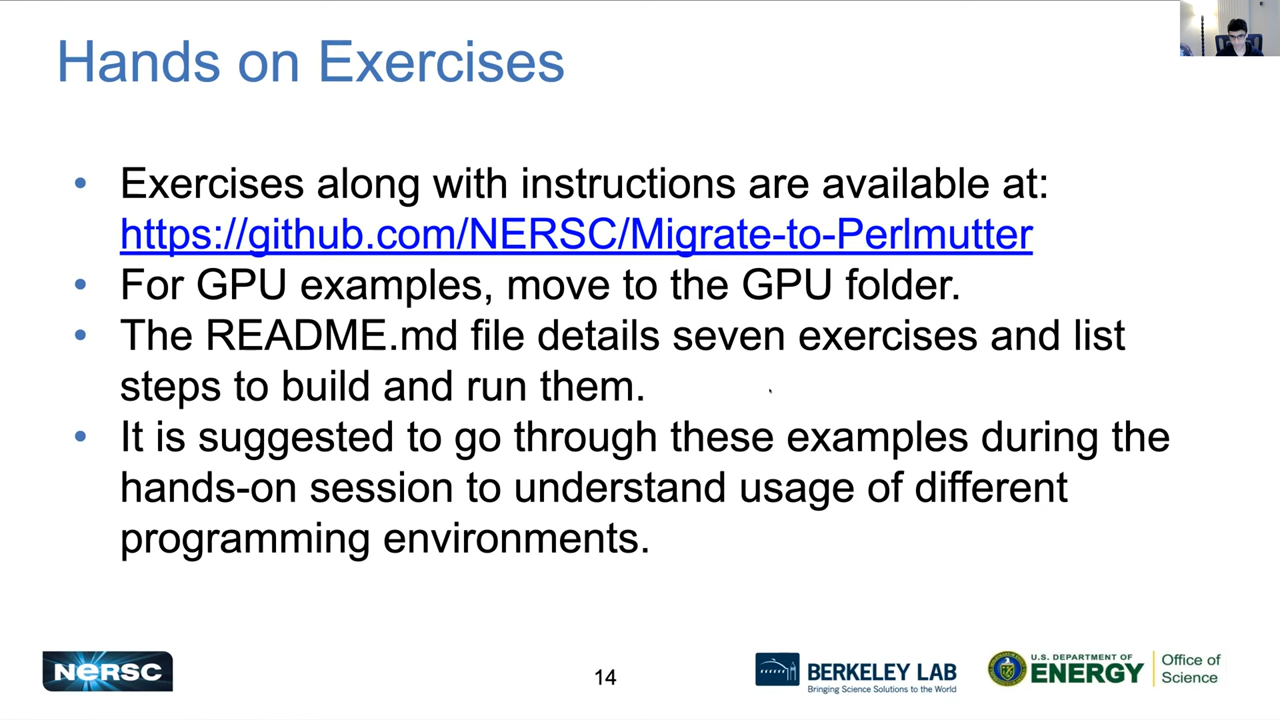 Hands on Exercises
• Exercises along with instructions are available at:
https://github.com/NERSC/Migrate-to-Perlmutter
• For GPU examples, move to the GPU folder.
• The README.md file details seven exercises and list
steps to build and run them.
• It is suggested to go through these examples during the
hands-on session to understand usage of different
programming environments.
NERSC
14
BERKELEY LAB
Bringing Science Solutions to the World
U.S. DEPARTMENT OF
ENERGY
Office of
Science